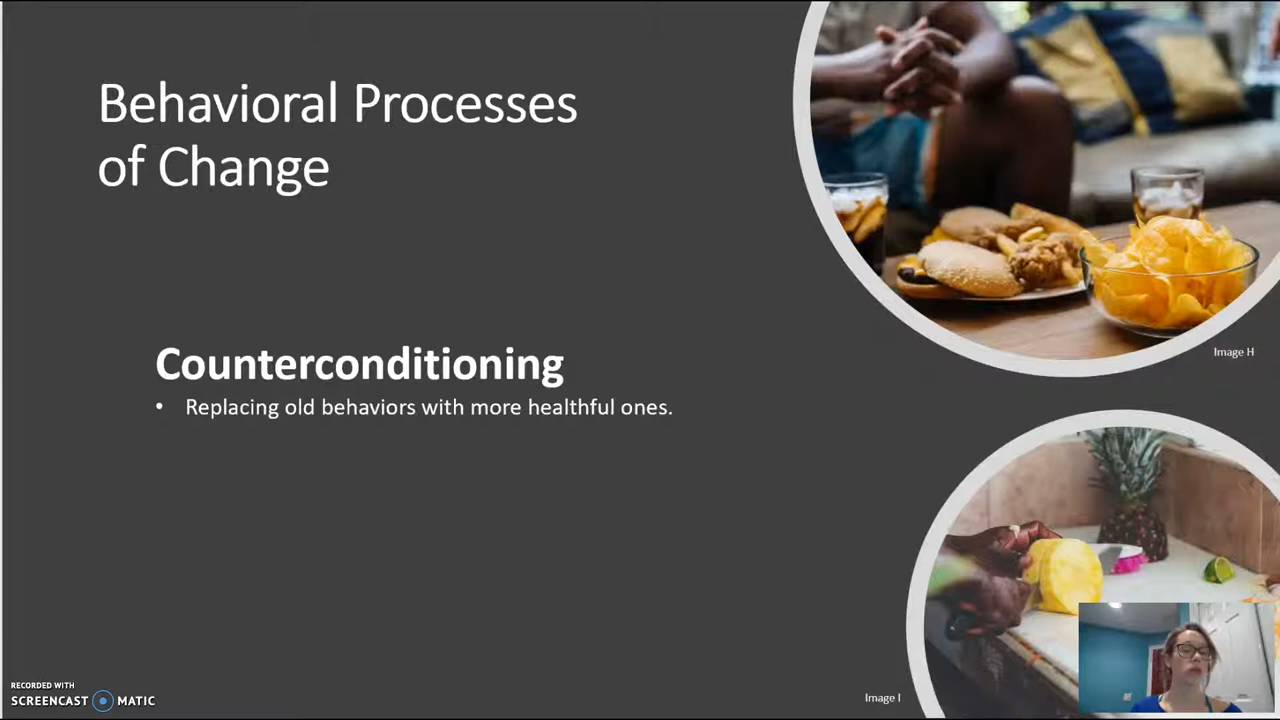 Behavioral Processes
of Change
Image H
Counterconditioning
• Replacing old behaviors with more healthful ones.
Image I
RECORDED WITH
SCREENCAST MATIC